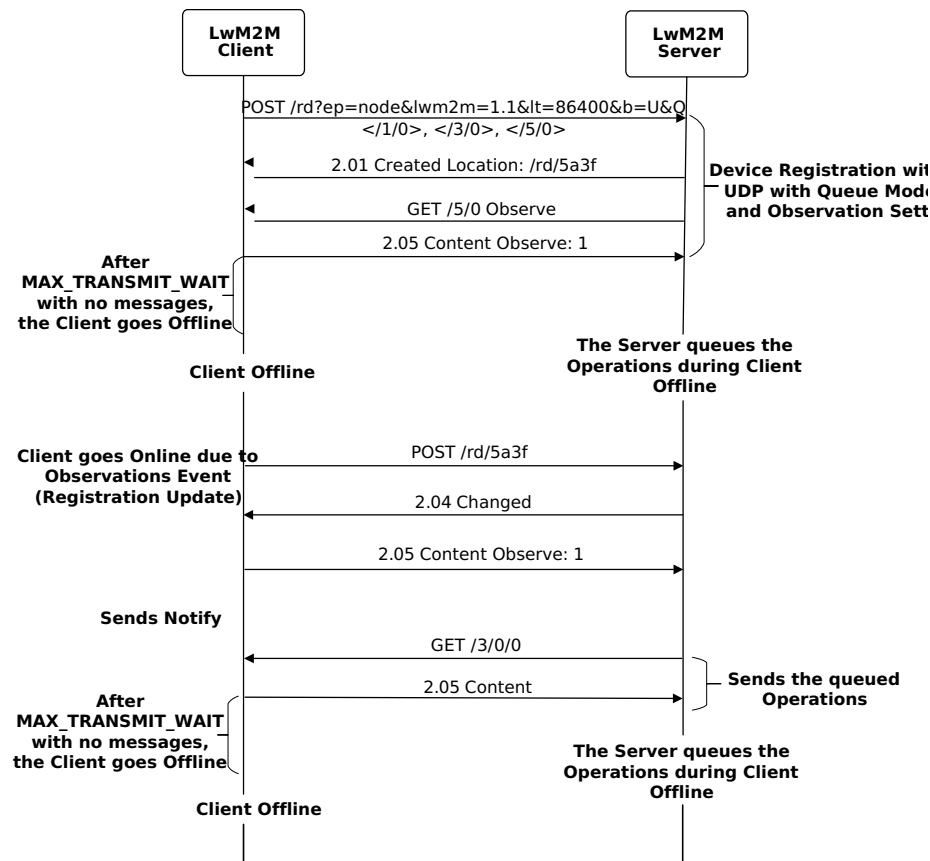 LwM2M
Client
LwM2M
Server
POST /rd?ep=node&lwm2m=1.1&lt=86400&b=U&Q
</1/0>, </3/0>, </5/0>
2.01 Created Location: /rd/5a3f
Device Registration wit
UDP with Queue Mode
and Observation Sett
GET /5/0 Observe
2.05 Content Observe: 1
After
MAX_TRANSMIT_WAIT
with no messages,
the Client goes Offline
Client Offline
The Server queues the
Operations during Client
Offline
Client goes Online due to
Observations Event
(Registration Update)
POST /rd/5a3f
2.04 Changed
2.05 Content Observe: 1
Sends Notify
GET /3/0/0
2.05 Content
Sends the queued
Operations
After
MAX_TRANSMIT_WAIT
with no messages,
the Client goes Offline
The Server queues the
Operations during Client
Offline
Client Offline